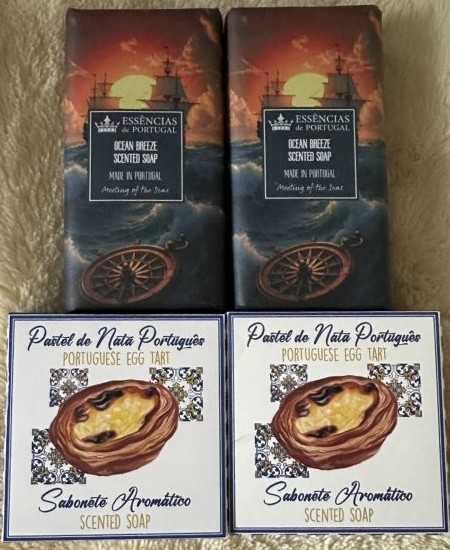 ESSÊNCIAS
de PORTUGAL
OCEAN BREEZE
SCENTED SOAP
MADE IN PORTUGAL
Meeting of the Seas
ESSÊNCIAS
de PORTUGAL
OCEAN BREEZE
SCENTED SOAP
MADE IN PORTUGAL
Meeting of the Seas
Pastel de Nata Português
PORTUGUESE EGG TART
Sabonete Aromático
SCENTED SOAP
Pastel de Nata Português
PORTUGUESE EGG TART
Sabonete Aromático
SCENTED SOAP